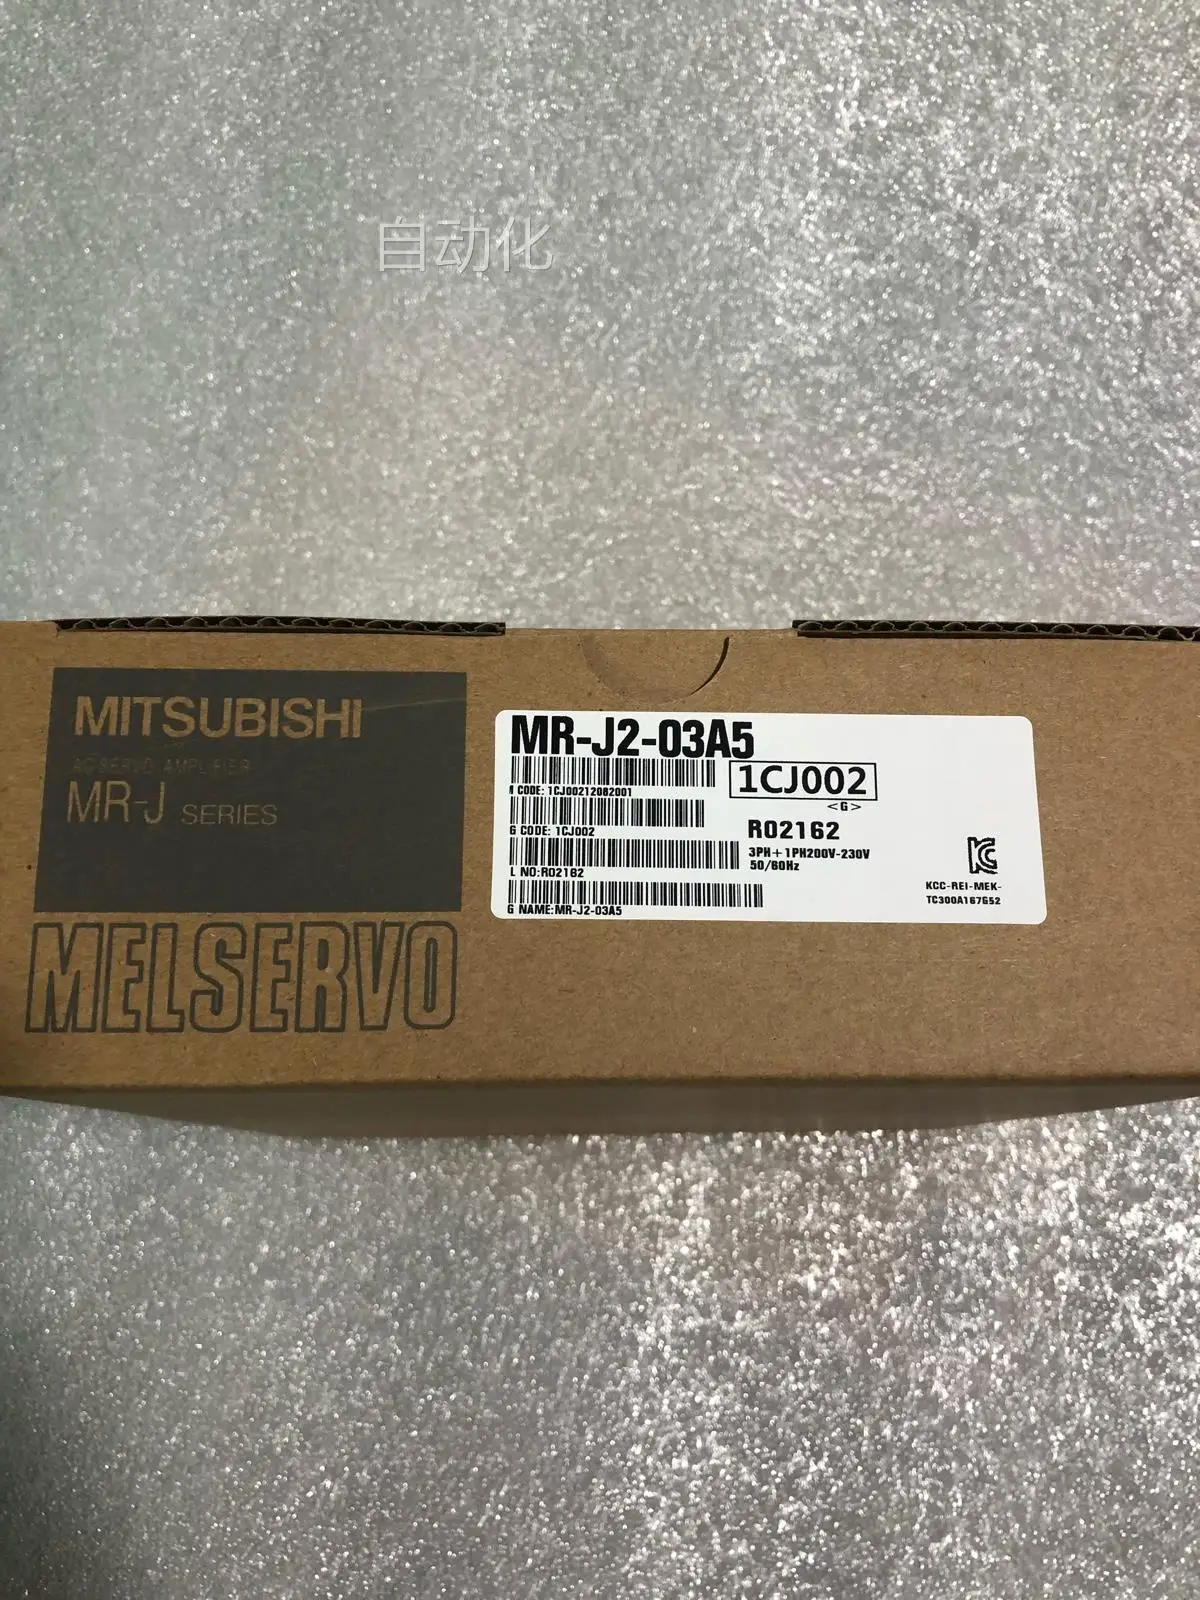 自动化
MITSUBISHI
AC SERVO AMPLIFIER
MR-J SERIES
MELSERVO
MR-J2-03A5
1CJ002
<G>
M CODE: 1CJ00212082001
G CODE: 1CJ002
R02162
3PH+1PH200V-230V
50/60Hz
L NO:R02162
G NAME:MR-J2-03A5
KCC-REI-MEK-
TC300A167G52